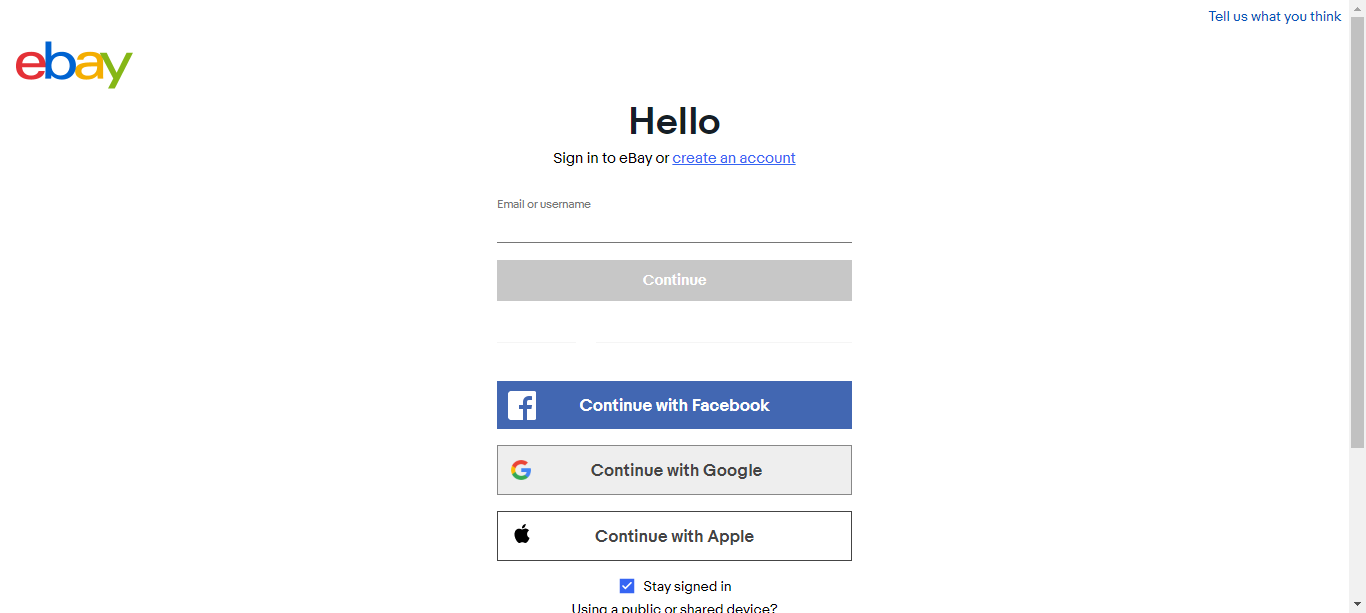 Tell us what you think
ebay
Hello
Sign in to eBay or create an account
Email or username
Continue
Continue with Facebook
Continue with Google
Continue with Apple
Stay signed in
Using a public or shared device?